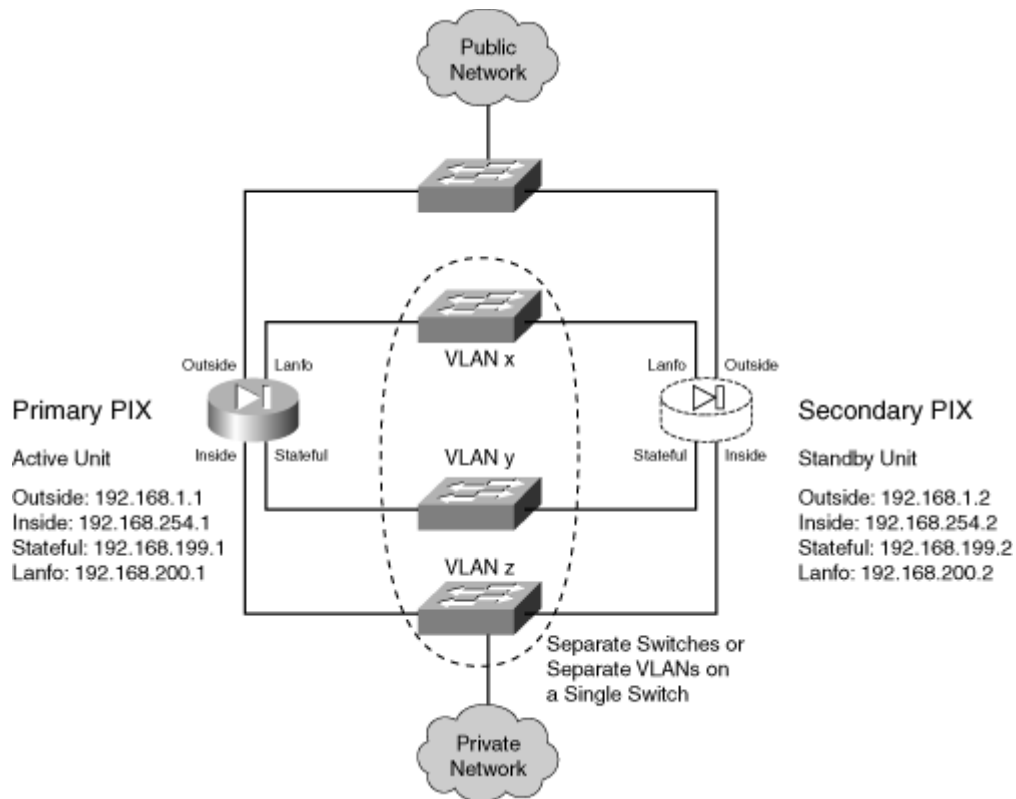 Public
Network
VLAN x
Outside
Lanfo
Lanfo
Outside
Primary PIX
Secondary PIX
Inside
Stateful
VLAN y
Stateful
Inside
Active Unit
Standby Unit
Outside: 192.168.1.1
Inside: 192.168.254.1
Stateful: 192.168.199.1
Lanfo: 192.168.200.1
Outside: 192.168.1.2
Inside: 192.168.254.2
Stateful: 192.168.199.2
Lanfo: 192.168.200.2
VLAN z
Separate Switches or
Separate VLANs on
a Single Switch
Private
Network